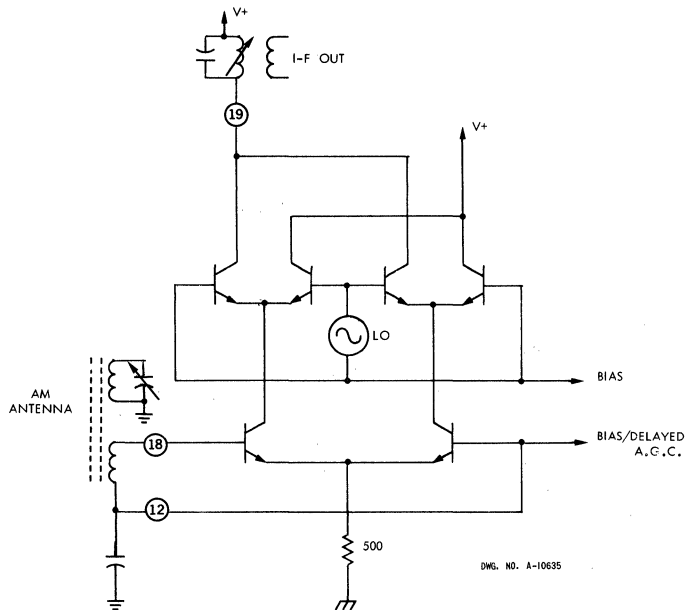 V+
I-F OUT
19
V+
LO
BIAS
AM
ANTENNA
18
BIAS/DELAYED
A.G.C.
12
500
DWG. NO. A-10635